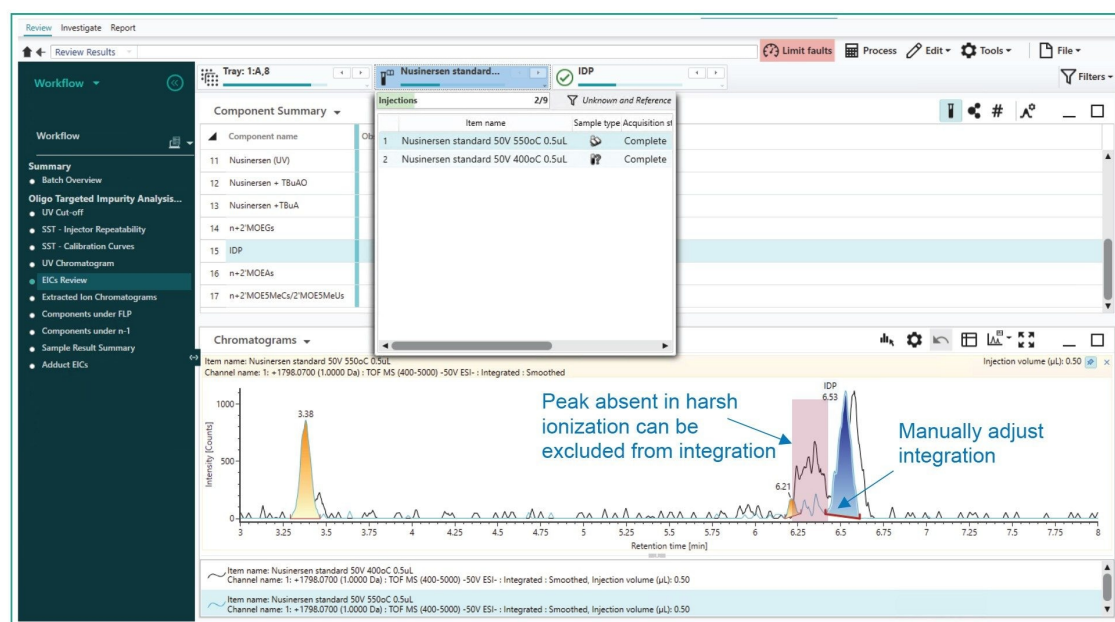 Review Investigate Report
Review Results
Limit faults Process Edit Tools File
Workflow
Tray: 1:A,8
Nusinersen standard...
IDP
Filters
Workflow
Summary
Batch Overview
Oligo Targeted Impurity Analysis...
UV Cut-off
SST - Injector Repeatability
SST - Calibration Curves
UV Chromatogram
EICs Review
Extracted Ion Chromatograms
Components under FLP
Components under n-1
Sample Result Summary
Adduct EICs
Component Summary
Component name Ob
11 Nusinersen (UV)
12 Nusinersen + TBuAO
13 Nusinersen +TBuA
14 n+2'MOEGs
15 IDP
16 n+2'MOEAs
17 n+2'MOE5MeCs/2'MOE5MeUs
Injections 2/9 Unknown and Reference
Item name Sample type Acquisition st
1 Nusinersen standard 50V 550oC 0.5uL Complete
2 Nusinersen standard 50V 400oC 0.5uL Complete
#
Chromatograms
Item name: Nusinersen standard 50V 550oC 0.5uL
Channel name: 1: +1798.0700 (1.0000 Da) : TOF MS (400-5000) -50V ESI- : Integrated : Smoothed
Injection volume (µL): 0.50
Intensity [Counts]
1000
500
0
3.38
6.21
IDP
6.53
Peak absent in harsh
ionization can be
excluded from integration
Manually adjust
integration
3 3.25 3.5 3.75 4 4.25 4.5 4.75 5 5.25 5.5 5.75 6 6.25 6.5 6.75 7 7.25 7.5 7.75 8
Retention time [min]
Item name: Nusinersen standard 50V 400oC 0.5uL
Channel name: 1: +1798.0700 (1.0000 Da) : TOF MS (400-5000) -50V ESI- : Integrated : Smoothed, Injection volume (µL): 0.50
Item name: Nusinersen standard 50V 550oC 0.5uL
Channel name: 1: +1798.0700 (1.0000 Da) : TOF MS (400-5000) -50V ESI- : Integrated : Smoothed, Injection volume (µL): 0.50